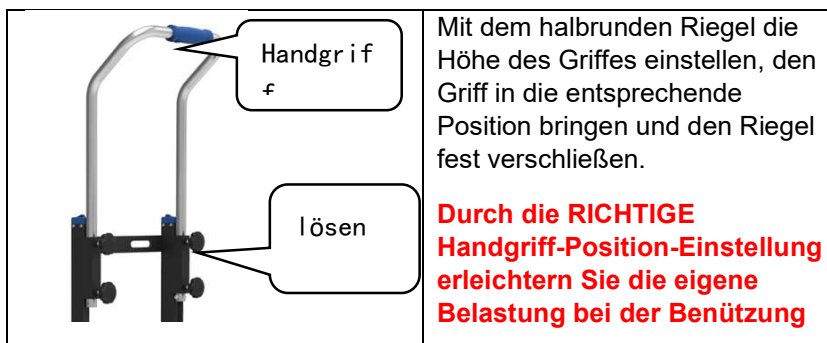 Handgrif
f
lösen
Mit dem halbrunden Riegel die
Höhe des Griffes einstellen, den
Griff in die entsprechende
Position bringen und den Riegel
fest verschließen.
Durch die RICHTIGE
Handgriff-Position-Einstellung
erleichtern Sie die eigene
Belastung bei der Benützung